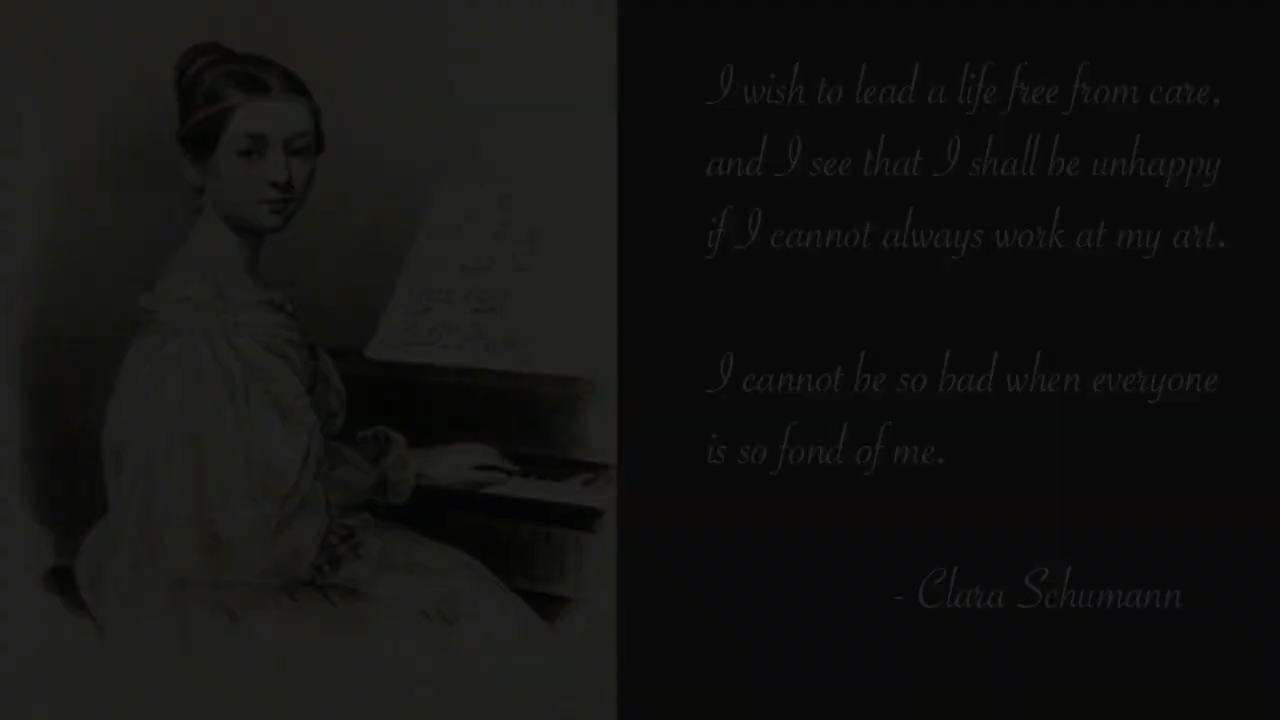 I wish to lead a life free from care,
and I see that I shall be unhappy
if I cannot always work at my art.
I cannot be so bad when everyone
is so fond of me.
- Clara Schumann